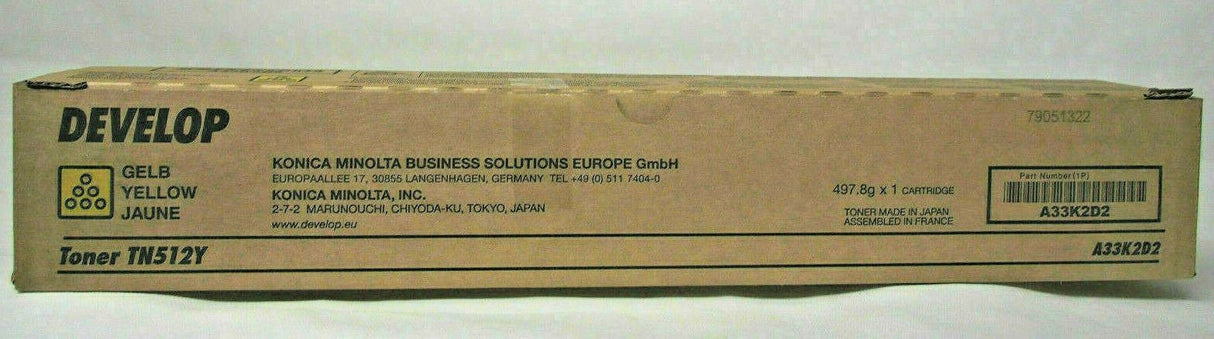 DEVELOP
79051322
GELB
YELLOW
JAUNE
KONICA MINOLTA BUSINESS SOLUTIONS EUROPE GmbH
EUROPAALLEE 17, 30855 LANGENHAGEN, GERMANY TEL +49 (0) 511 7404-0
KONICA MINOLTA, INC.
2-7-2 MARUNOUCHI, CHIYODA-KU, TOKYO, JAPAN
www.develop.eu
497.8g x 1 CARTRIDGE
TONER MADE IN JAPAN
ASSEMBLED IN FRANCE
Part Number(1P)
A33K2D2
Toner TN512Y
A33K2D2